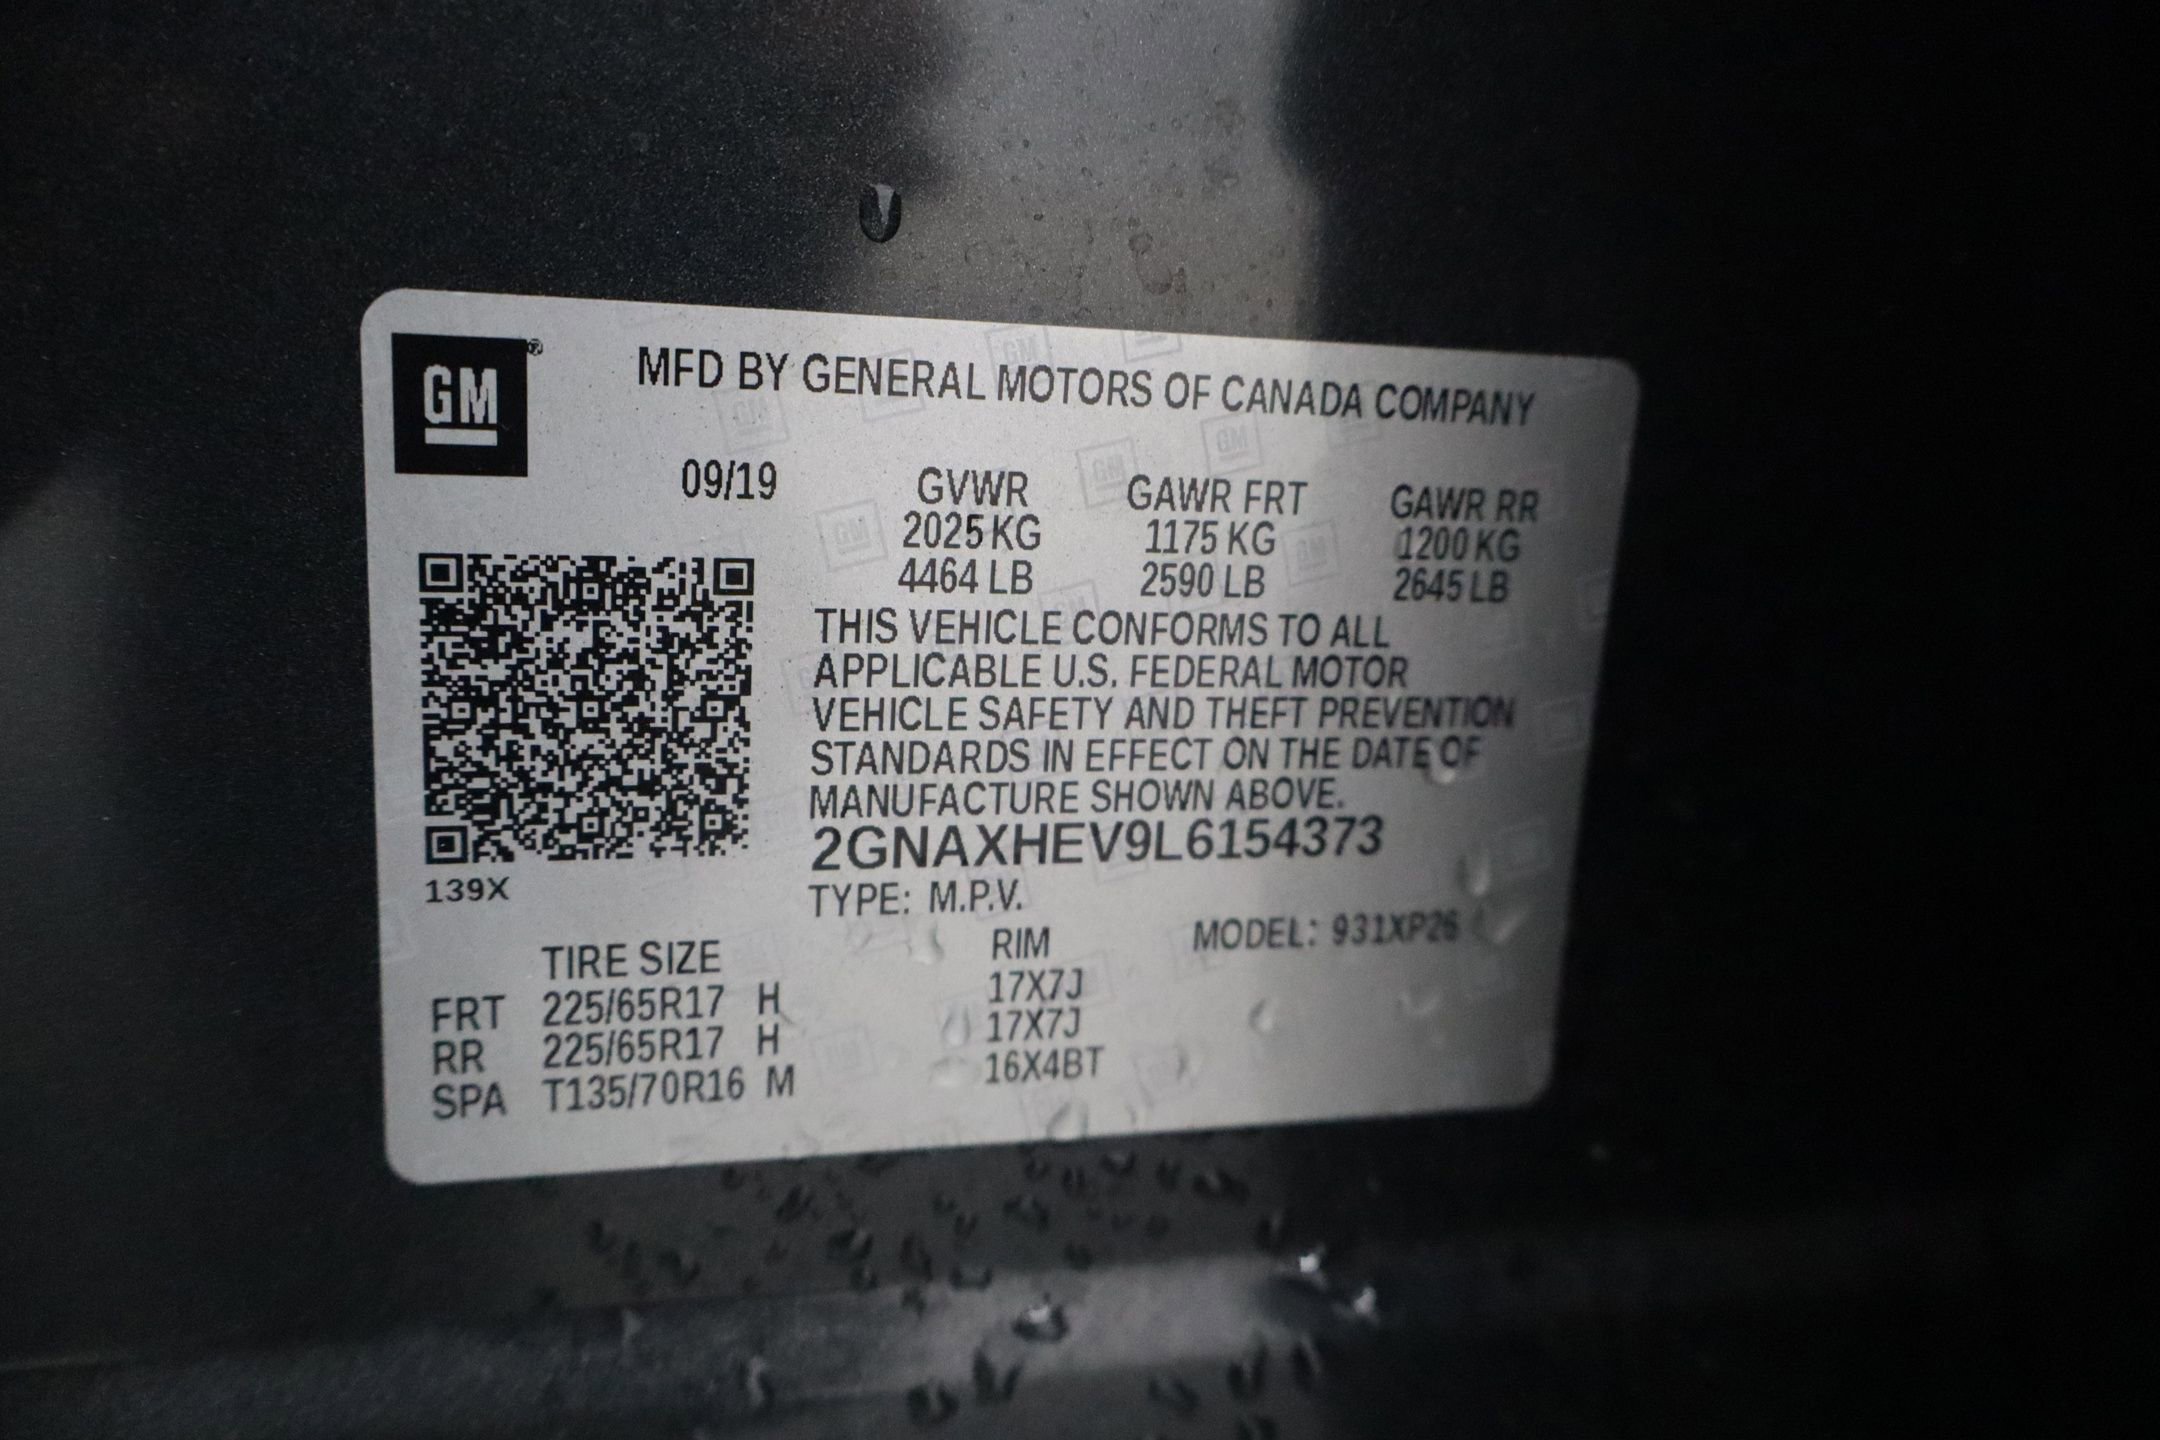 GM®
MFD BY GENERAL MOTORS OF CANADA COMPANY
09/19
GVWR GAWR FRT GAWR RR
2025 KG 1175 KG 1200 KG
4464 LB 2590 LB 2645 LB
THIS VEHICLE CONFORMS TO ALL
APPLICABLE U.S. FEDERAL MOTOR
VEHICLE SAFETY AND THEFT PREVENTION
STANDARDS IN EFFECT ON THE DATE OF
MANUFACTURE SHOWN ABOVE.
2GNAXHEV9L6154373
139X
TYPE: M.P.V.
MODEL: 931XP26
TIRE SIZE RIM
FRT 225/65R17 H 17X7J
RR 225/65R17 H 17X7J
SPA T135/70R16 M 16X4BT